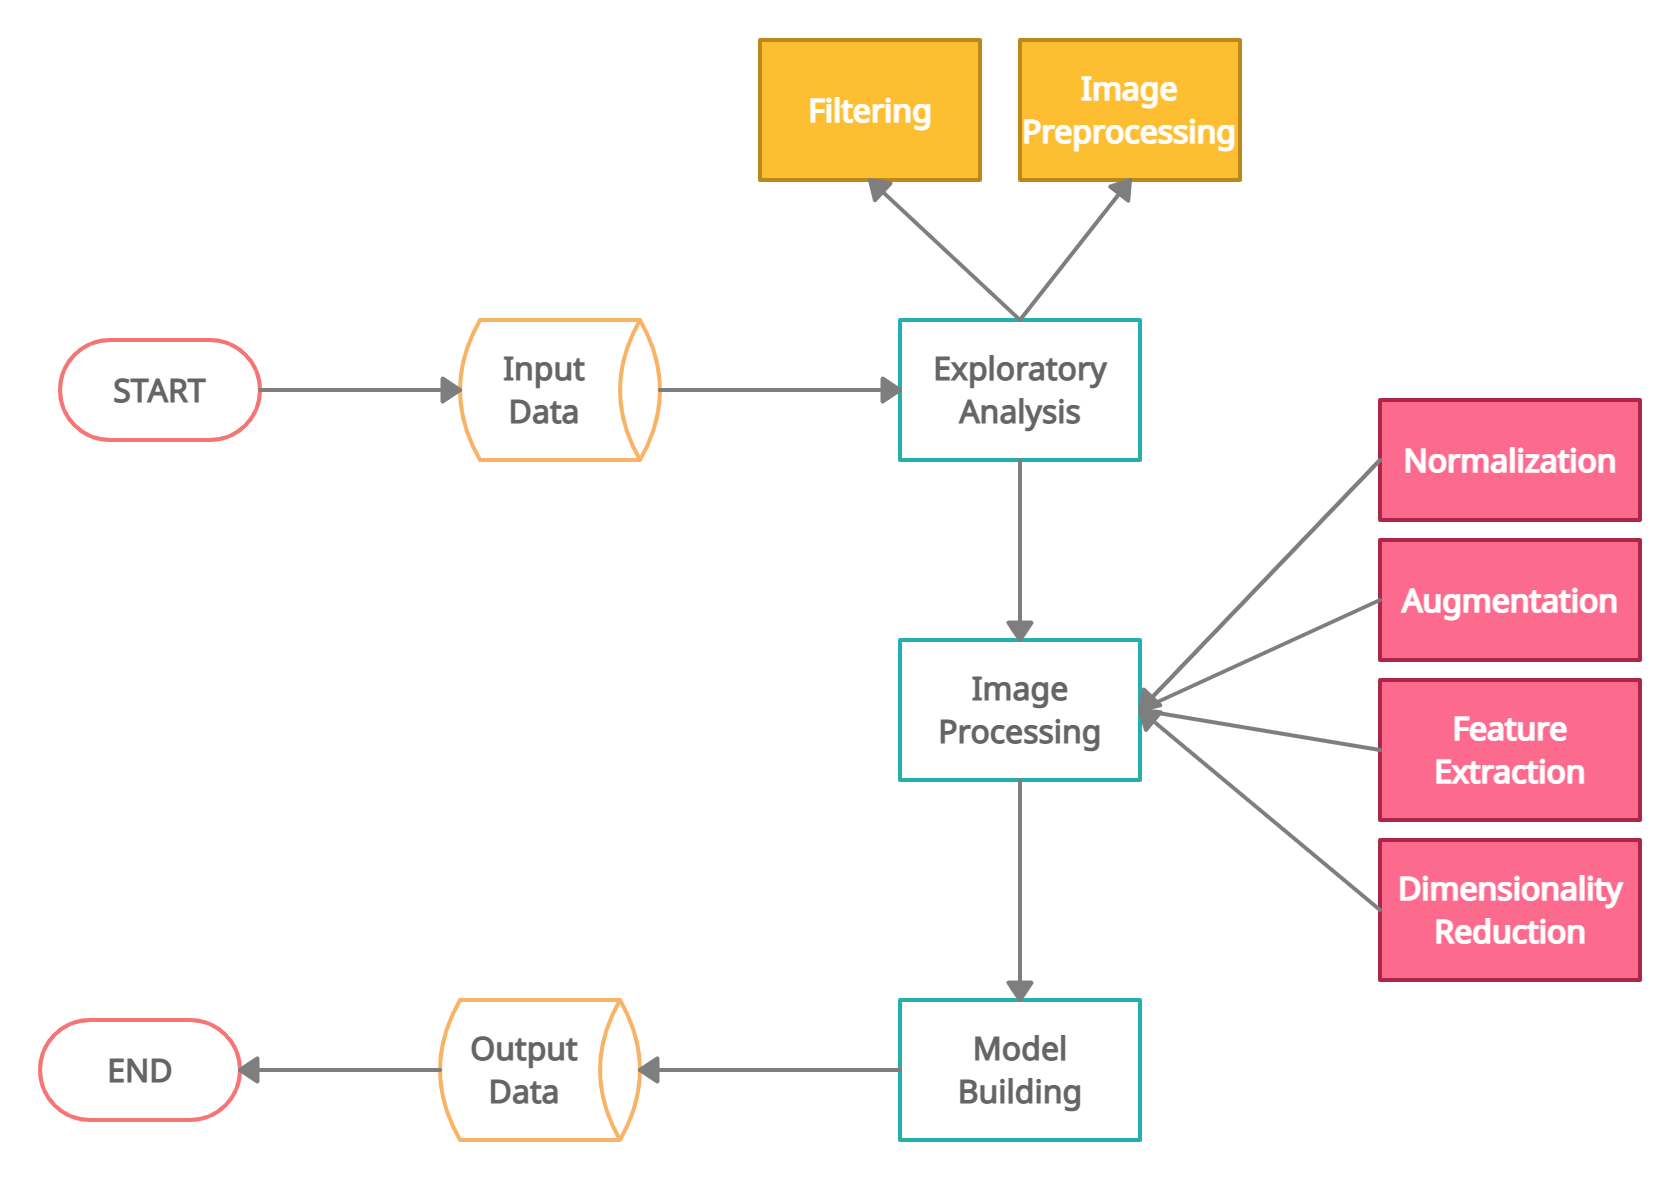 Filtering
Image
Preprocessing
START
Input
Data
Exploratory
Analysis
Normalization
Augmentation
Image
Processing
Feature
Extraction
Dimensionality
Reduction
END
Output
Data
Model
Building